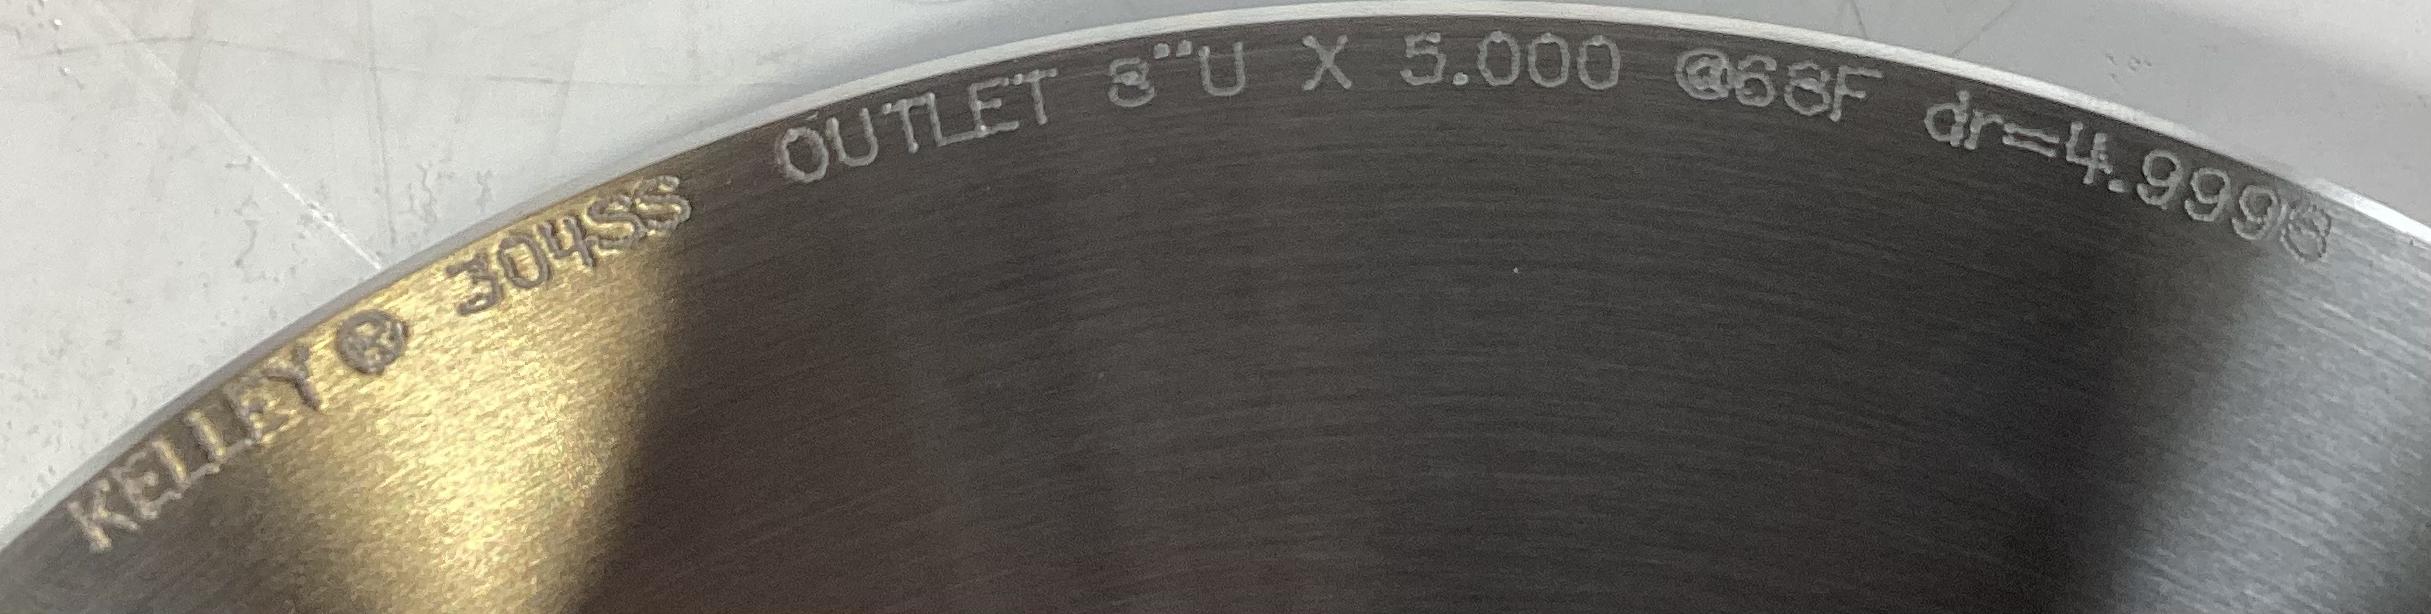 KELLEY® 304SS OUTLET 8"U X 5.000 @68F dr=4.9998